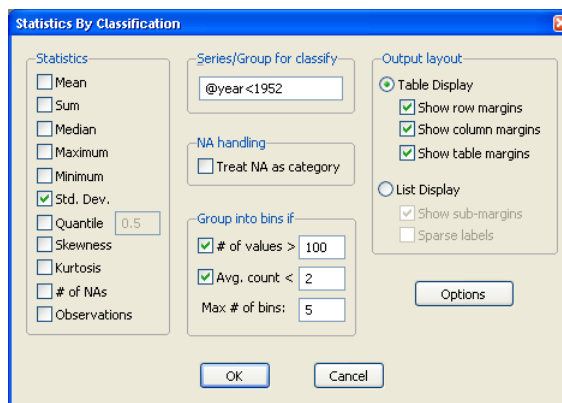 Statistics By Classification
Statistics
Mean
Sum
Median
Maximum
Minimum
Std. Dev.
Quantile 0.5
Skewness
Kurtosis
# of NAs
Observations
Series/Group for classify
@year<1952
NA handling
Treat NA as category
Group into bins if
# of values > 100
Avg. count < 2
Max # of bins: 5
Output layout
Table Display
Show row margins
Show column margins
Show table margins
List Display
Show sub-margins
Sparse labels
Options
OK
Cancel